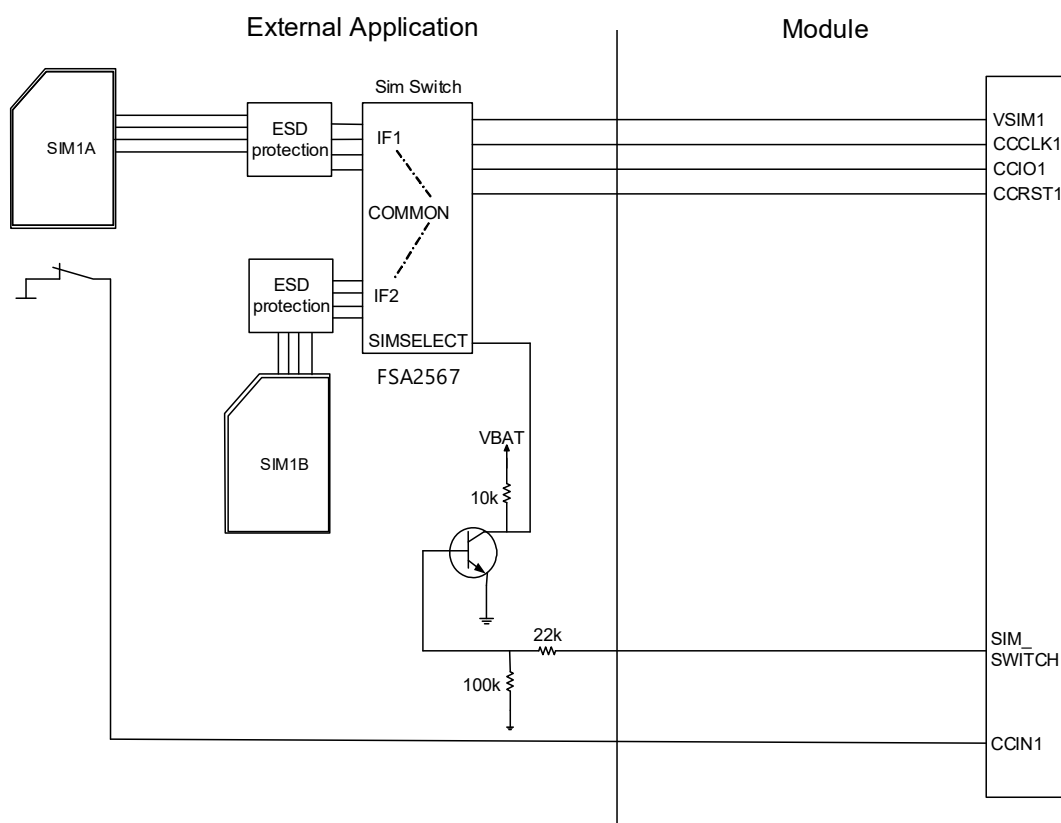 External Application
Module
Sim Switch
SIM1A
ESD
protection
IF1
COMMON
IF2
SIMSELECT
FSA2567
ESD
protection
SIM1B
VBAT
10k
22k
100k
VSIM1
CCCLK1
CCIO1
CCRST1
SIM_
SWITCH
CCIN1